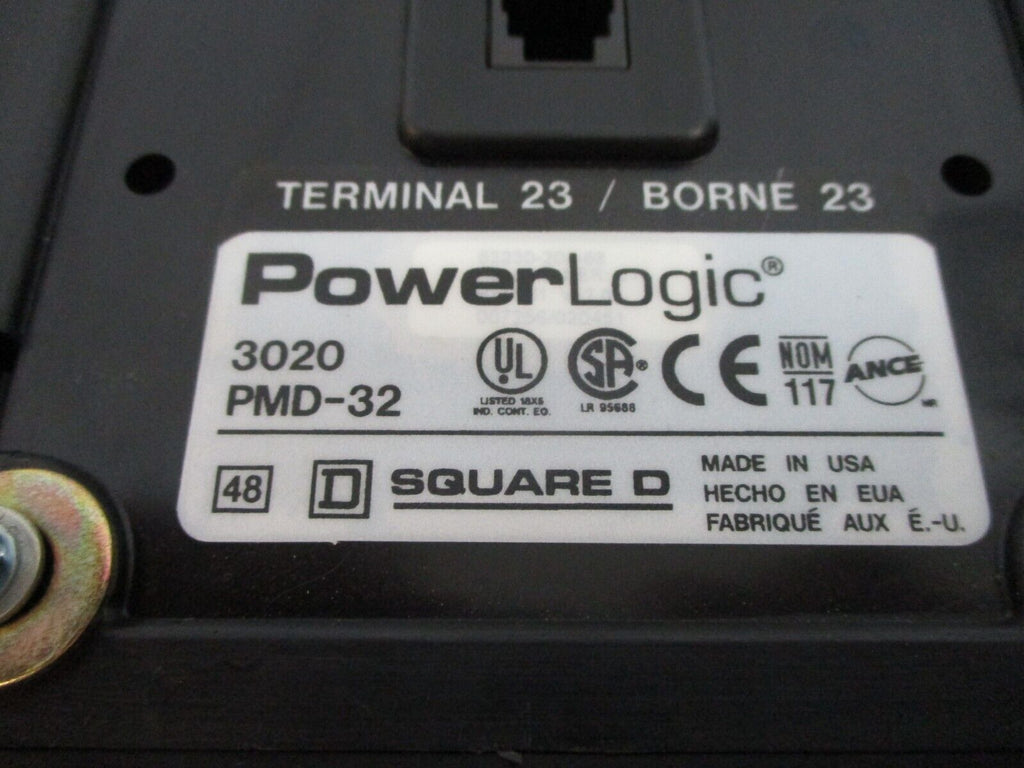 TERMINAL 23 / BORNE 23
PowerLogic®
3020
PMD-32
UL
LISTED 18X5
IND. CONT. EQ.
SA®
LR 95688
CE
NOM
117
ANCE
MR
48
D
SQUARE D
MADE IN USA
HECHO EN EUA
FABRIQUÉ AUX É.-U.